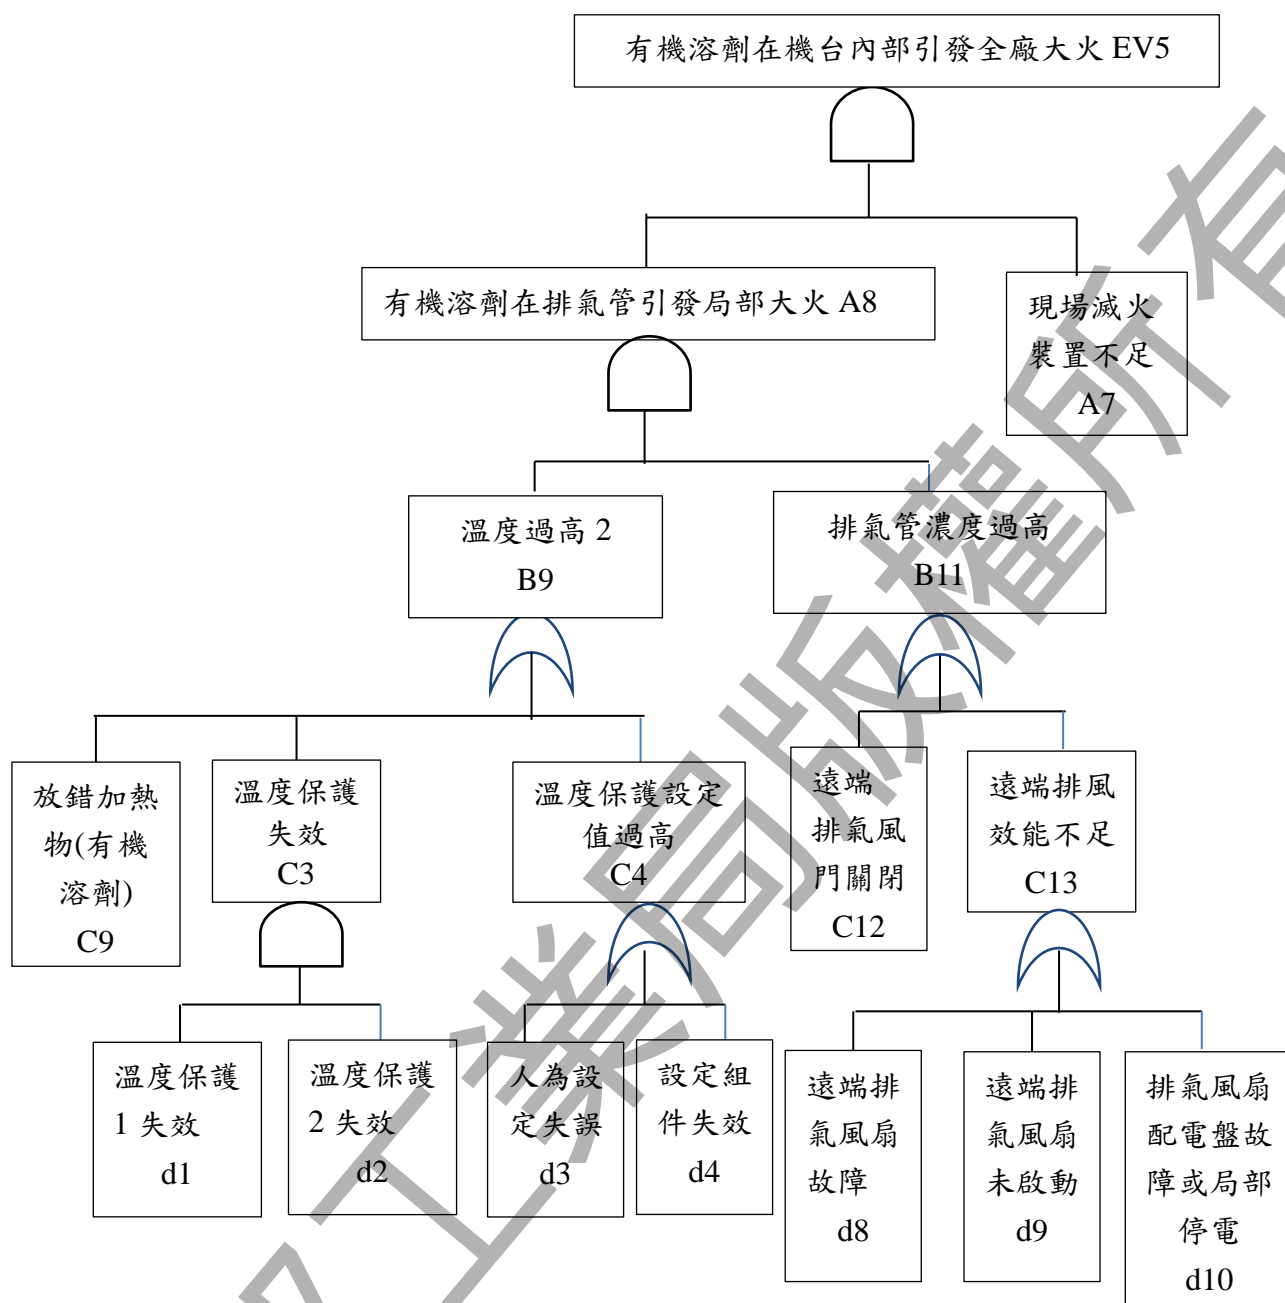 有機溶劑在機台內部引發全廠大火 EV5
有機溶劑在排氣管引發局部大火 A8
現場滅火
裝置不足
A7
溫度過高 2
B9
排氣管濃度過高
B11
放錯加熱
物(有機
溶劑)
C9
溫度保護
失效
C3
溫度保護設定
值過高
C4
遠端
排氣風
門關閉
C12
遠端排風
效能不足
C13
溫度保護
1 失效
d1
溫度保護
2 失效
d2
人為設
定失誤
d3
設定組
件失效
d4
遠端排
氣風扇
故障
d8
遠端排
氣風扇
未啟動
d9
排氣風扇
配電盤故
障或局部
停電
d10
工業局版權所有